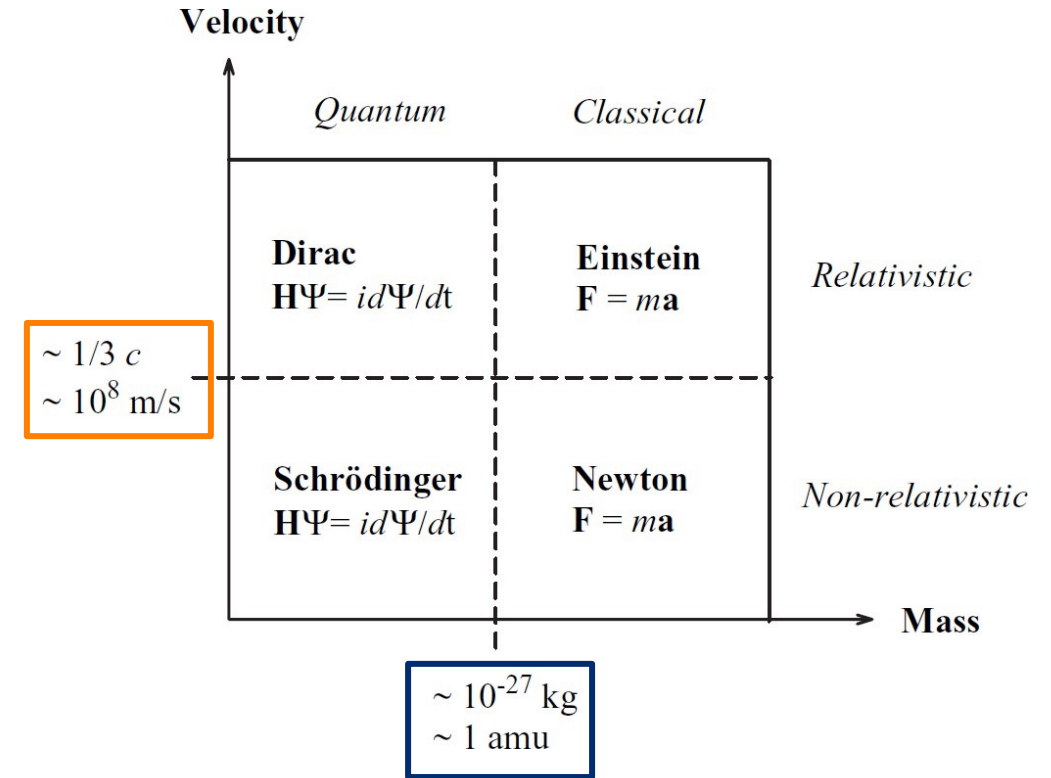 Velocity
Quantum
Classical
Dirac
HΨ= idΨ/dt
Einstein
F = ma
Relativistic
~ 1/3 c
~ 10⁸ m/s
Schrödinger
HΨ= idΨ/dt
Newton
F = ma
Non-relativistic
Mass
~ 10⁻²⁷ kg
~ 1 amu